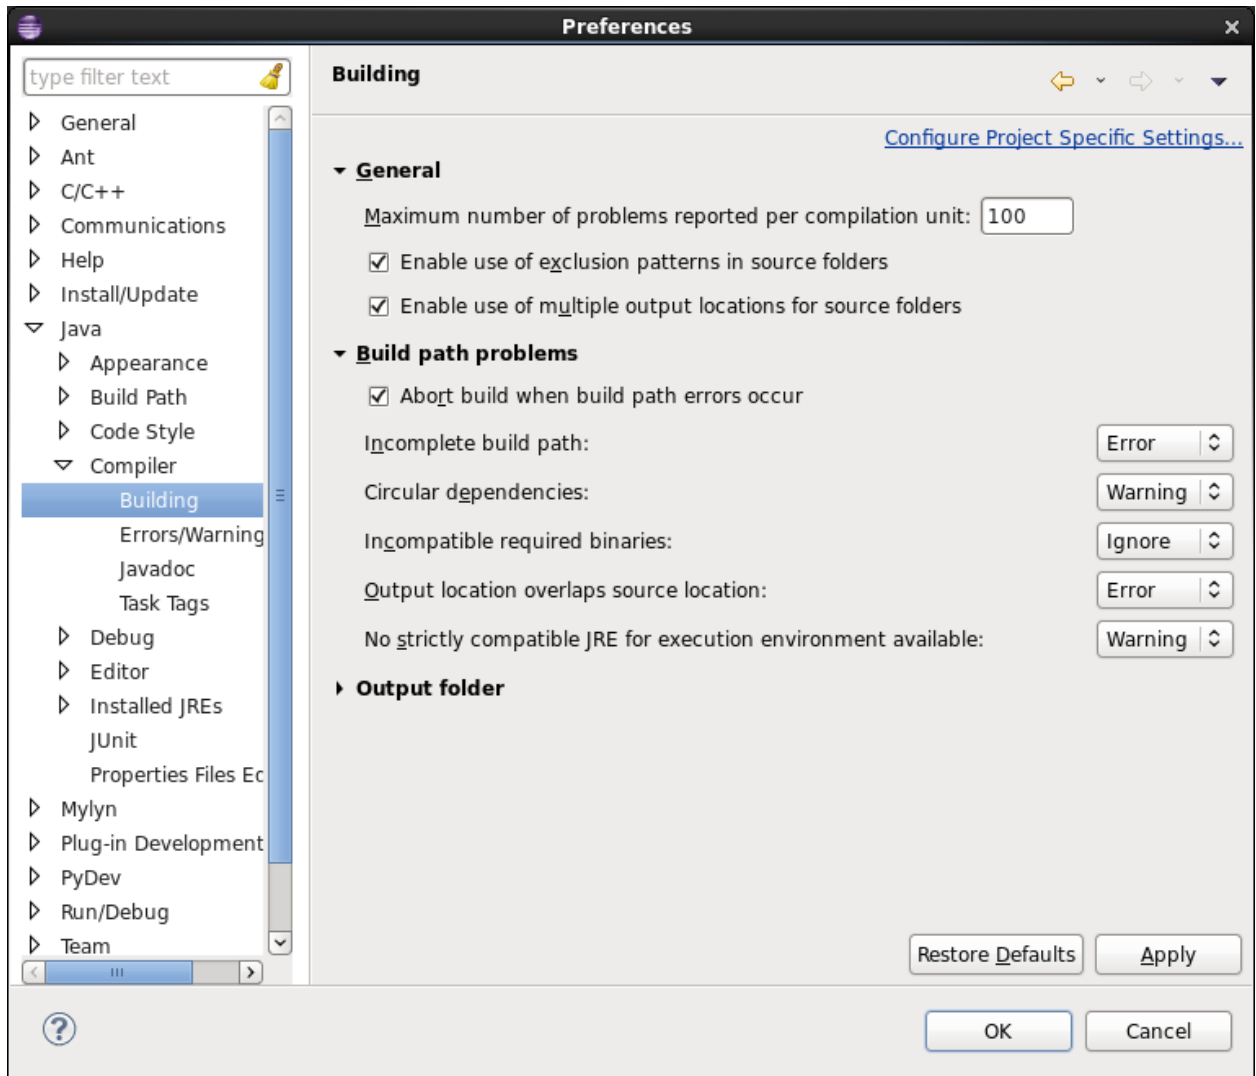 Preferences
type filter text
General
Ant
C/C++
Communications
Help
Install/Update
Java
Appearance
Build Path
Code Style
Compiler
Building
Errors/Warning
Javadoc
Task Tags
Debug
Editor
Installed JREs
JUnit
Properties Files Ec
Mylyn
Plug-in Development
PyDev
Run/Debug
Team
Building
Configure Project Specific Settings...
General
Maximum number of problems reported per compilation unit: 100
Enable use of exclusion patterns in source folders
Enable use of multiple output locations for source folders
Build path problems
Abort build when build path errors occur
Incomplete build path: Error
Circular dependencies: Warning
Incompatible required binaries: Ignore
Output location overlaps source location: Error
No strictly compatible JRE for execution environment available: Warning
Output folder
Restore Defaults Apply
OK Cancel